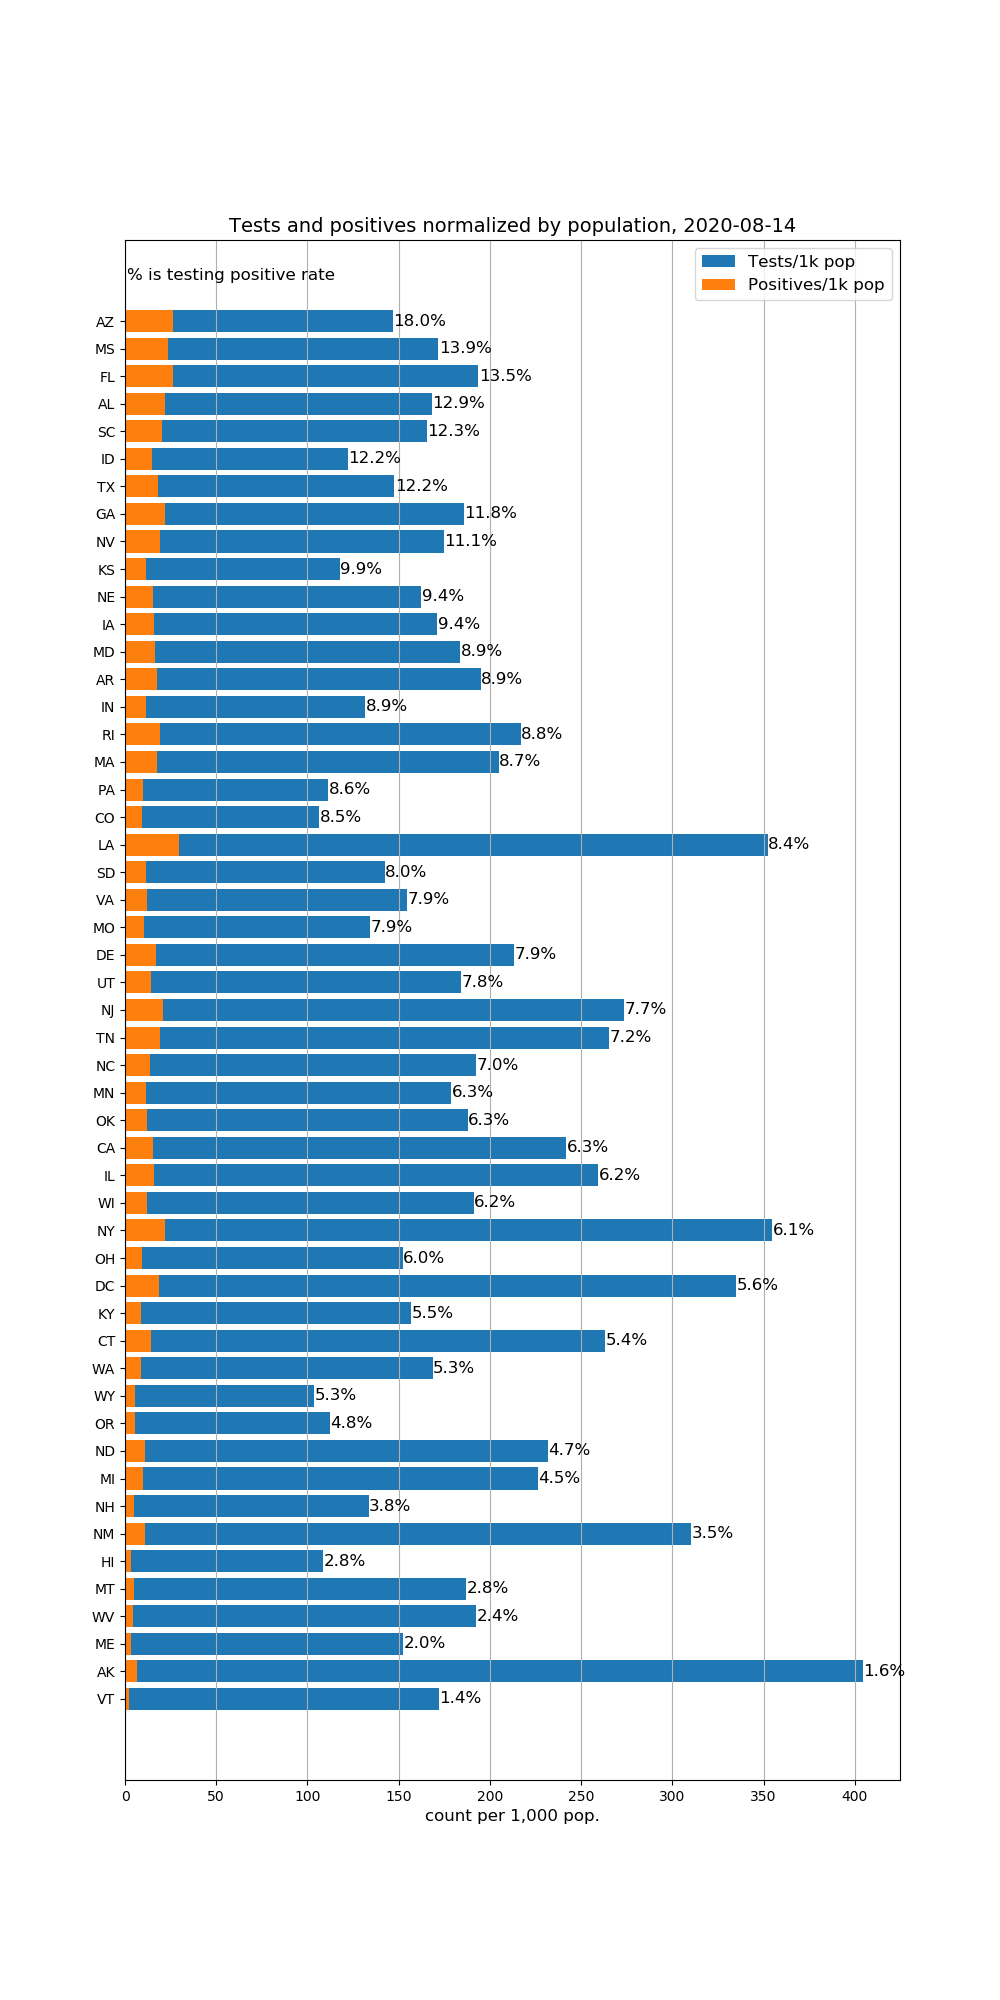 Tests and positives normalized by population, 2020-08-14
% is testing positive rate
Tests/1k pop
Positives/1k pop
AZ 18.0%
MS 13.9%
FL 13.5%
AL 12.9%
SC 12.3%
ID 12.2%
TX 12.2%
GA 11.8%
NV 11.1%
KS 9.9%
NE 9.4%
IA 9.4%
MD 8.9%
AR 8.9%
IN 8.9%
RI 8.8%
MA 8.7%
PA 8.6%
CO 8.5%
LA 8.4%
SD 8.0%
VA 7.9%
MO 7.9%
DE 7.9%
UT 7.8%
NJ 7.7%
TN 7.2%
NC 7.0%
MN 6.3%
OK 6.3%
CA 6.3%
IL 6.2%
WI 6.2%
NY 6.1%
OH 6.0%
DC 5.6%
KY 5.5%
CT 5.4%
WA 5.3%
WY 5.3%
OR 4.8%
ND 4.7%
MI 4.5%
NH 3.8%
NM 3.5%
HI 2.8%
MT 2.8%
WV 2.4%
ME 2.0%
AK 1.6%
VT 1.4%
0 50 100 150 200 250 300 350 400
count per 1,000 pop.